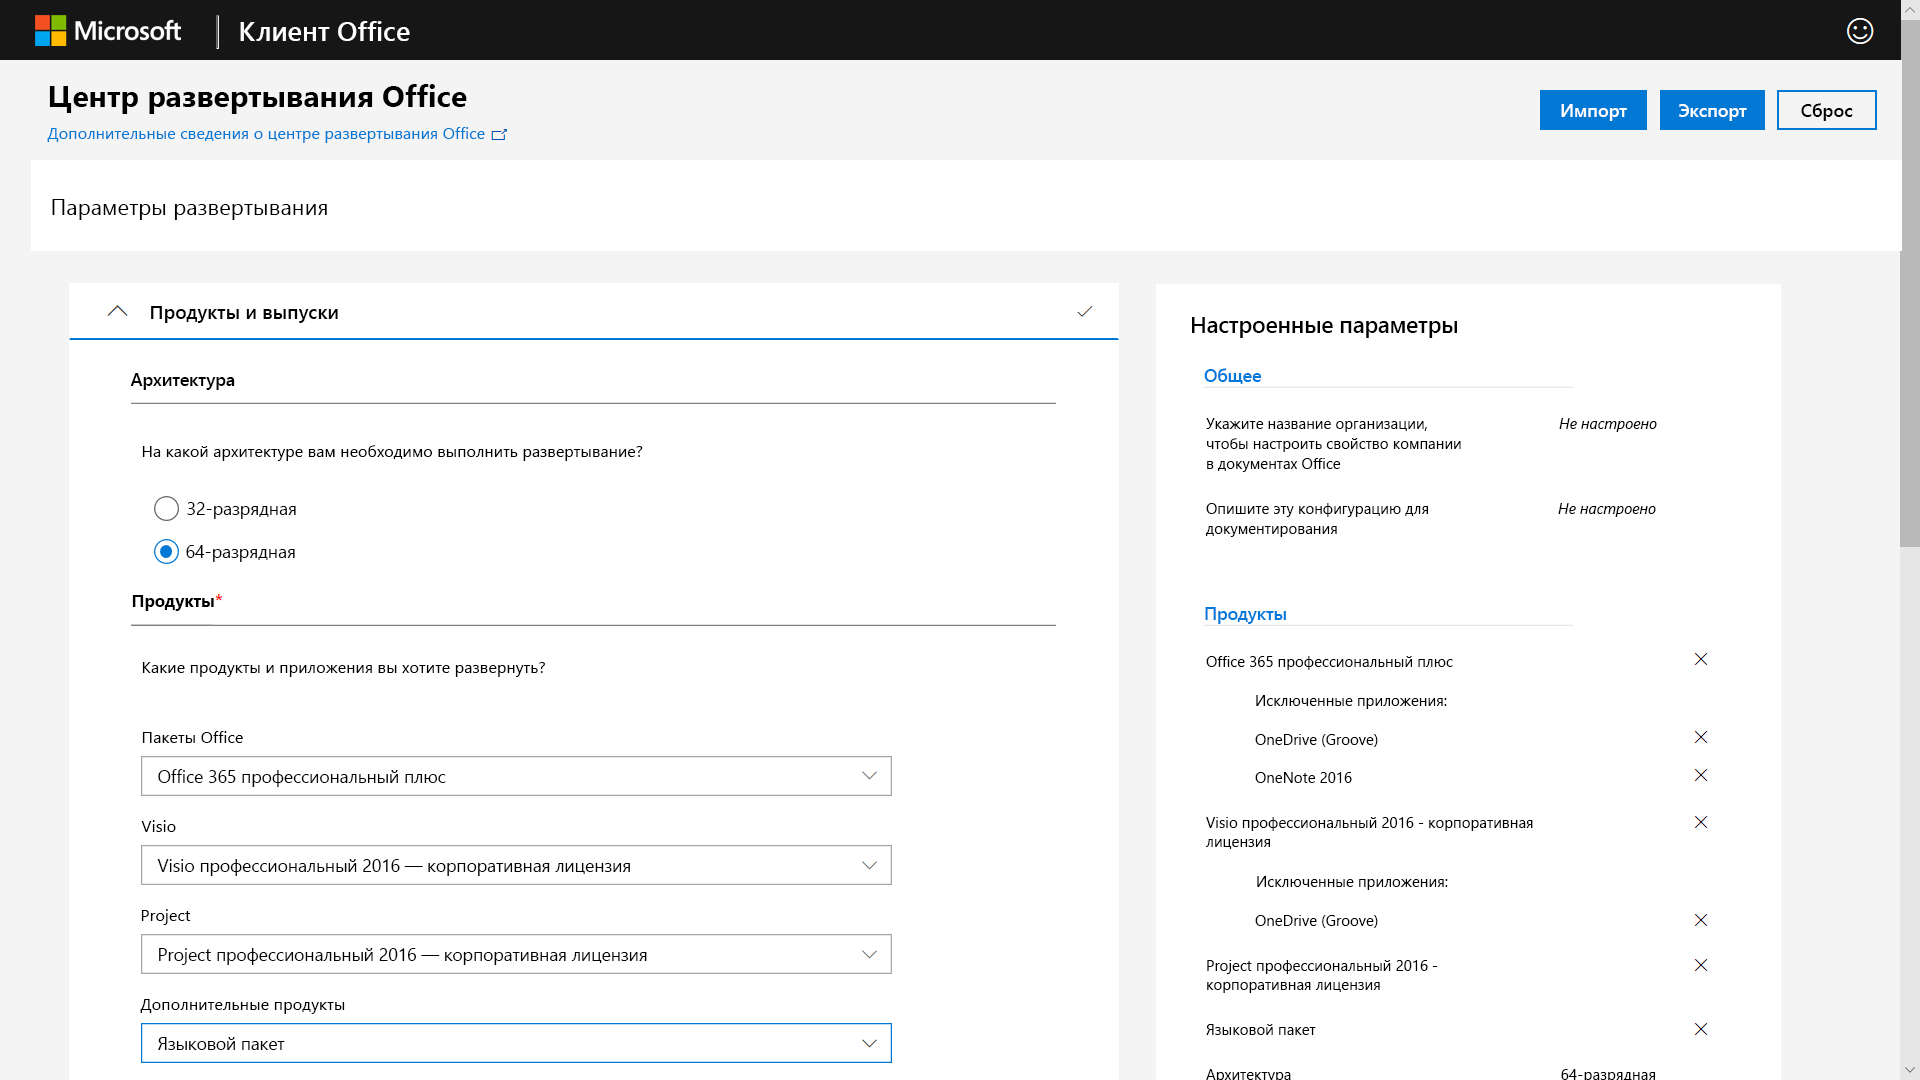 Microsoft
Клиент Office
Центр развертывания Office
Дополнительные сведения о центре развертывания Office
Импорт
Экспорт
Сброс
Параметры развертывания
Продукты и выпуски
Архитектура
На какой архитектуре вам необходимо выполнить развертывание?
32-разрядная
64-разрядная
Продукты*
Какие продукты и приложения вы хотите развернуть?
Пакеты Office
Office 365 профессиональный плюс
Visio
Visio профессиональный 2016 — корпоративная лицензия
Project
Project профессиональный 2016 — корпоративная лицензия
Дополнительные продукты
Языковой пакет
Настроенные параметры
Общее
Укажите название организации,
чтобы настроить свойство компании
в документах Office
Не настроено
Опишите эту конфигурацию для
документирования
Не настроено
Продукты
Office 365 профессиональный плюс
Исключенные приложения:
OneDrive (Groove)
OneNote 2016
Visio профессиональный 2016 - корпоративная
лицензия
Исключенные приложения:
OneDrive (Groove)
Project профессиональный 2016 -
корпоративная лицензия
Языковой пакет
Архитектура
64-разрядная